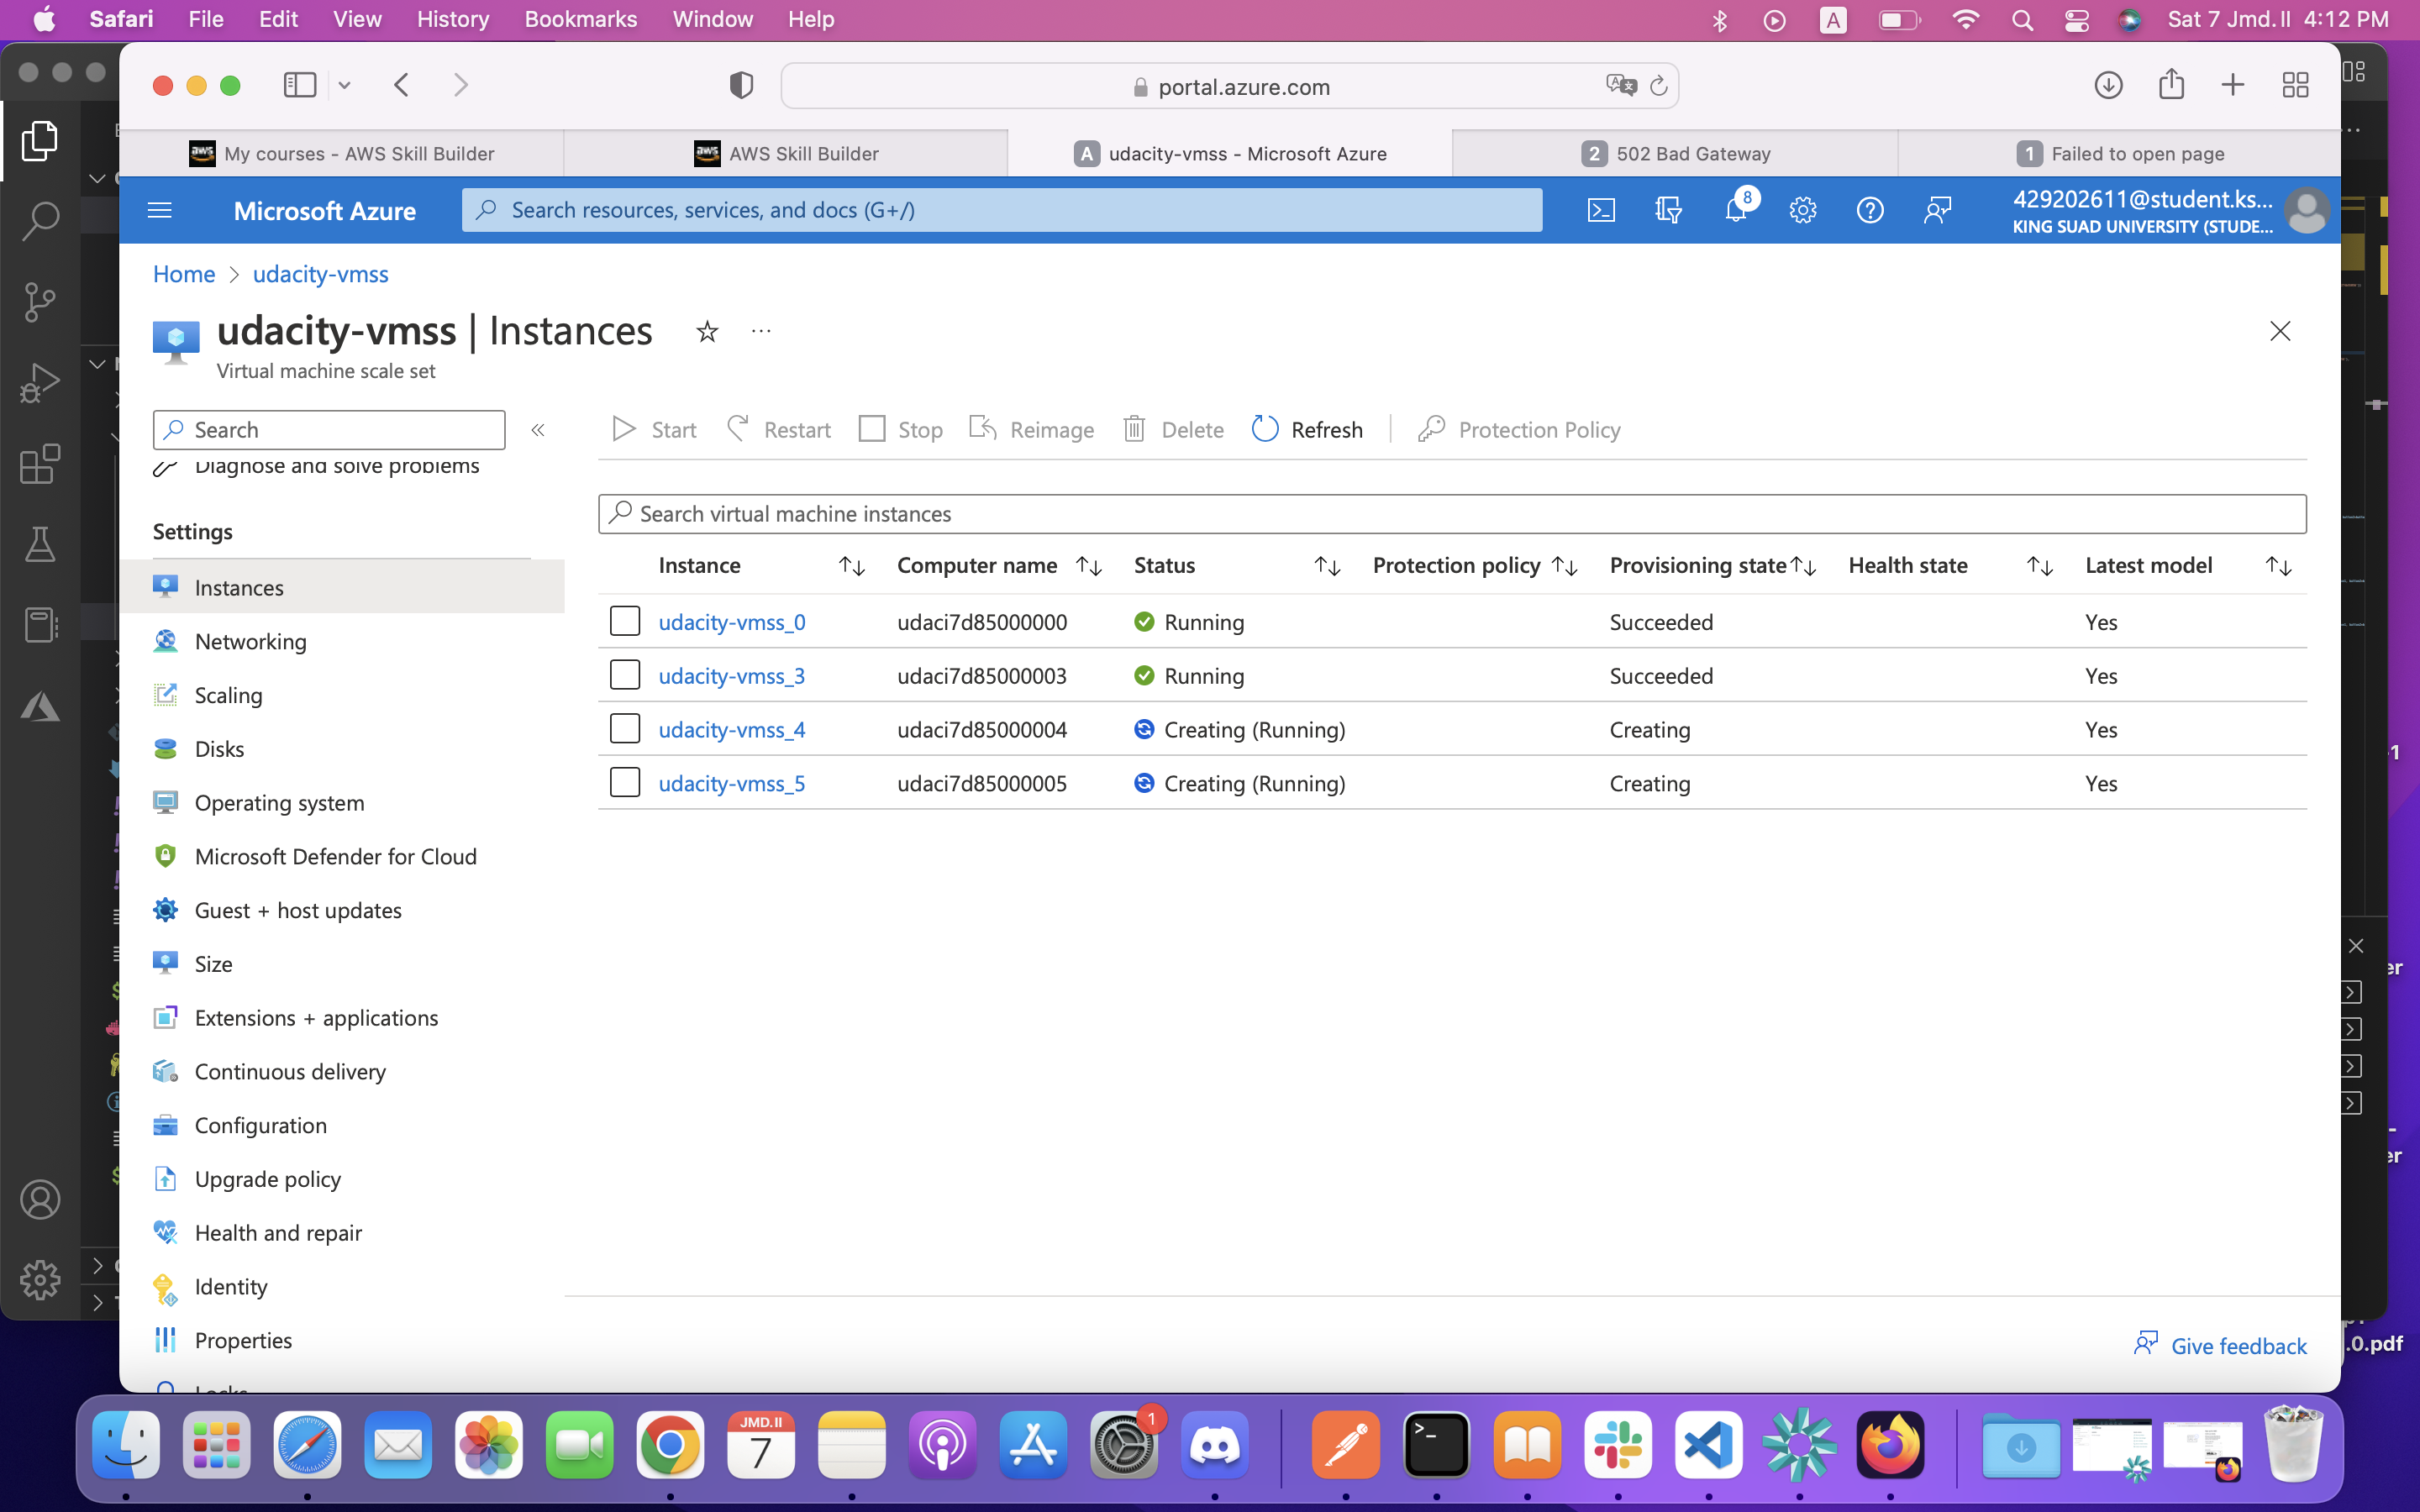 Safari File Edit View History Bookmarks Window Help A Sat 7 Jmd. II 4:12 PM
portal.azure.com
aws My courses - AWS Skill Builder aws AWS Skill Builder A udacity-vmss - Microsoft Azure 2 502 Bad Gateway 1 Failed to open page
Microsoft Azure Search resources, services, and docs (G+/) 8 429202611@student.ks...
KING SUAD UNIVERSITY (STUDE...
Home > udacity-vmss
udacity-vmss | Instances
Virtual machine scale set
Search « Start Restart Stop Reimage Delete Refresh Protection Policy
Diagnose and solve problems
Search virtual machine instances
Settings
Instance Computer name Status Protection policy Provisioning state Health state Latest model
udacity-vmss_0 udaci7d85000000 Running Succeeded Yes
udacity-vmss_3 udaci7d85000003 Running Succeeded Yes
udacity-vmss_4 udaci7d85000004 Creating (Running) Creating Yes
udacity-vmss_5 udaci7d85000005 Creating (Running) Creating Yes
Instances
Networking
Scaling
Disks
Operating system
Microsoft Defender for Cloud
Guest + host updates
Size
Extensions + applications
Continuous delivery
Configuration
Upgrade policy
Health and repair
Identity
Properties
Locks
Give feedback
.0.pdf
JMD.II
7
1